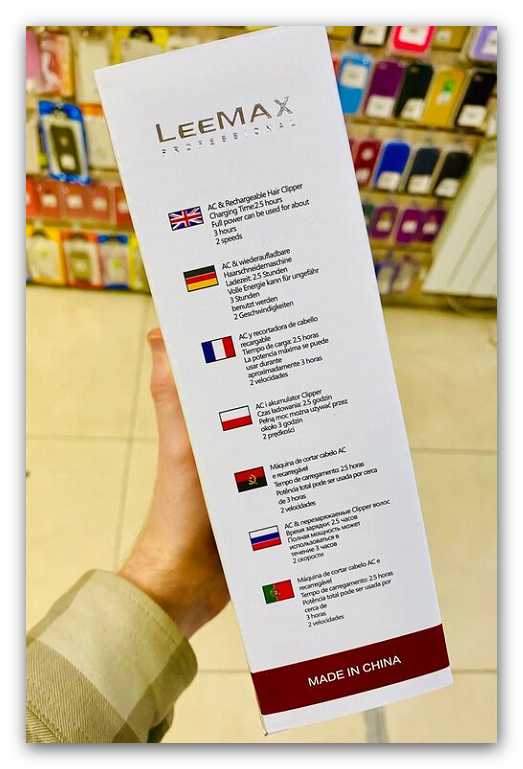 LEEMAX
PROFESSIONAL
AC & Rechargeable Hair Clipper
Charging Time:2.5 hours
Full power can be used for about
3 hours
2 speeds
AC & wiederaufladbare
Haarschneidemaschine
Ladezeit: 2.5 Stunden
Volle Energie kann für ungefähr
3 Stunden
benutzt werden
2 Geschwindigkeiten
AC y recortadora de cabello
recargable
Tiempo de carga: 2.5 horas
La potencia máxima se puede
usar durante
aproximadamente 3 horas
2 velocidades
AC i akumulator Clipper
Czas ładowania: 2.5 godzin
Pełną moc można używać przez
około 3 godzin
2 prędkości
Máquina de cortar cabelo AC
e recarregável
Tempo de carregamento: 2.5 horas
Potência total pode ser usada por cerca
de 3 horas
2 velocidades
AC & перезаряжаемые Clipper волос
Время зарядки: 2.5 часов
Полная мощность может
использоваться в
течение 3 часов
2 скорости
Máquina de cortar cabelo AC e
recarregável
Tempo de carregamento: 2.5 horas
Potência total pode ser usada por
cerca de
3 horas
2 velocidades
MADE IN CHINA